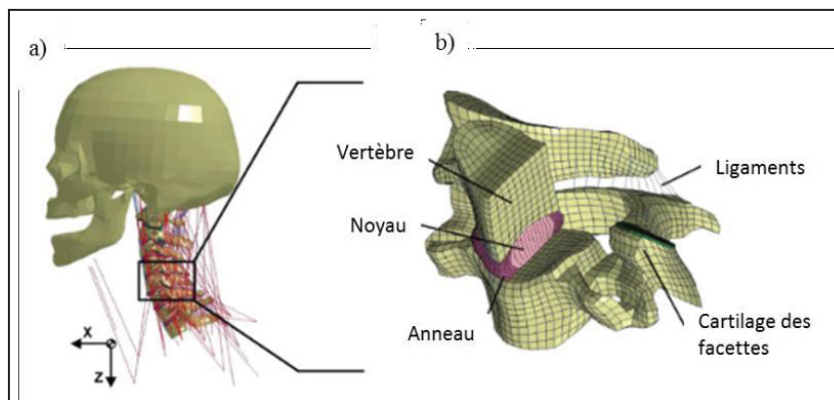 a)
X
Z
b)
Vertèbre
Noyau
Anneau
Ligaments
Cartilage des
facettes